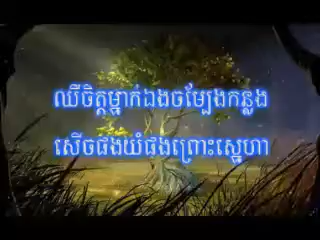 ឈឺចិត្តម្នាក់ឯងចម្បែងកន្លង
សើចផងយំផងព្រោះស្នេហា